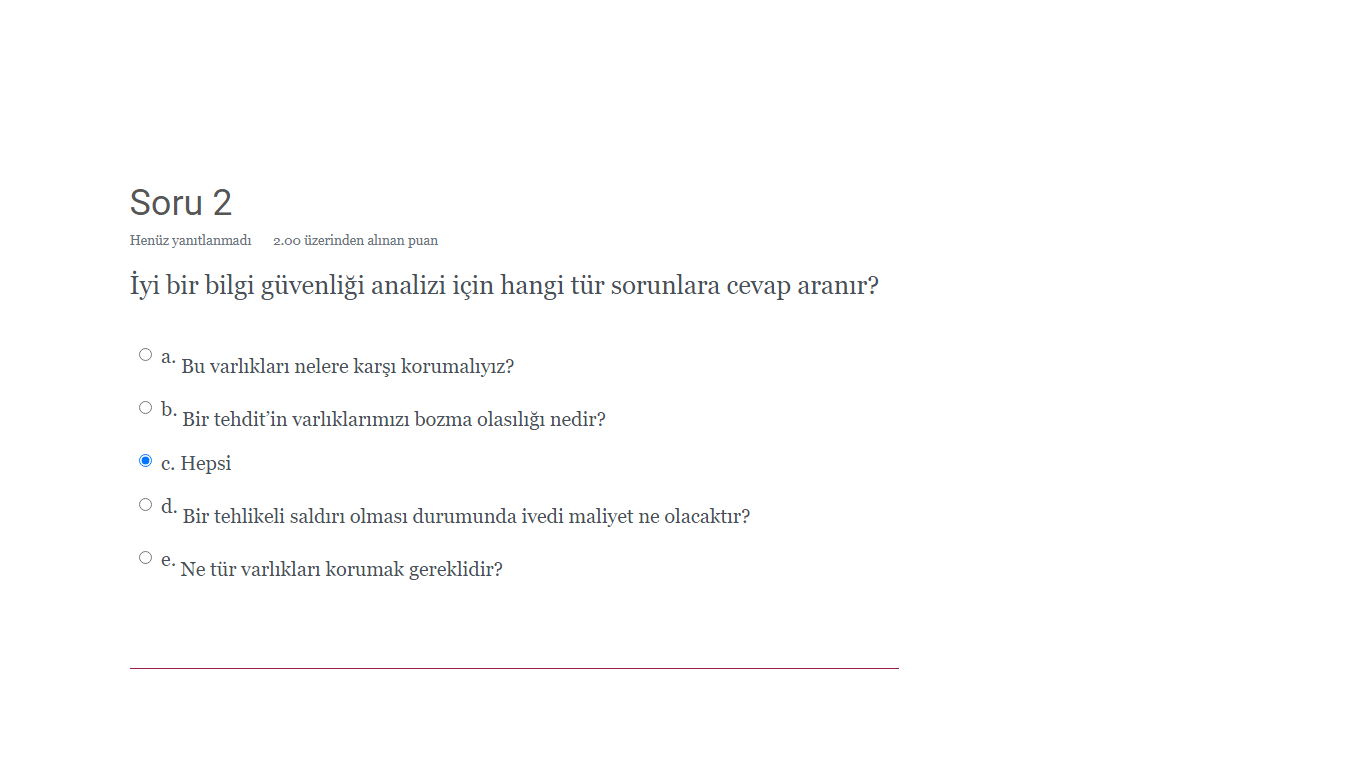 Soru 2
Henüz yanıtlanmadı 2.00 üzerinden alınan puan
İyi bir bilgi güvenliği analizi için hangi tür sorunlara cevap aranır?
a. Bu varlıkları nelere karşı korumalıyız?
b. Bir tehdit’in varlıklarımızı bozma olasılığı nedir?
c. Hepsi
d. Bir tehlikeli saldırı olması durumunda ivedi maliyet ne olacaktır?
e. Ne tür varlıkları korumak gereklidir?